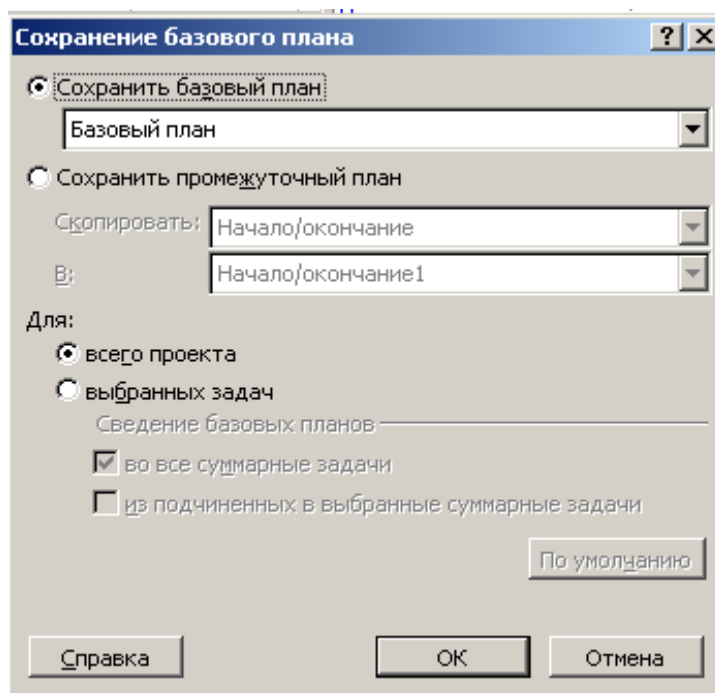 Сохранение базового плана
Сохранить базовый план
Базовый план
Сохранить промежуточный план
Скопировать: Начало/окончание
В: Начало/окончание1
Для:
всего проекта
выбранных задач
Сведение базовых планов
во все суммарные задачи
из подчиненных в выбранные суммарные задачи
По умолчанию
Справка ОК Отмена